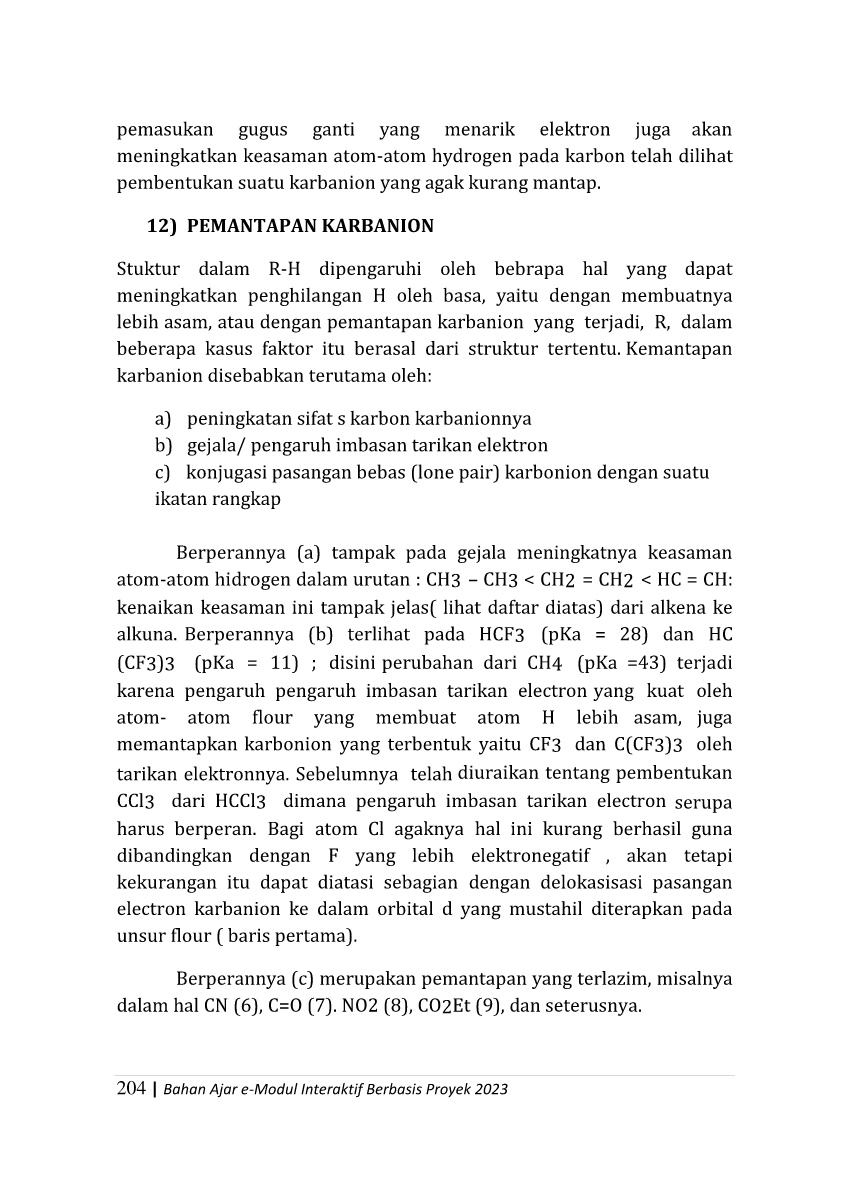 pemasukan gugus ganti yang menarik elektron juga akan
meningkatkan keasaman atom-atom hydrogen pada karbon telah dilihat
pembentukan suatu karbanion yang agak kurang mantap.
12) PEMANTAPAN KARBANION
Stuktur dalam R-H dipengaruhi oleh bebrapa hal yang dapat
meningkatkan penghilangan H oleh basa, yaitu dengan membuatnya
lebih asam, atau dengan pemantapan karbanion yang terjadi, R, dalam
beberapa kasus faktor itu berasal dari struktur tertentu. Kemantapan
karbanion disebabkan terutama oleh:
a) peningkatan sifat s karbon karbanionnya
b) gejala/ pengaruh imbasan tarikan elektron
c) konjugasi pasangan bebas (lone pair) karbonion dengan suatu
ikatan rangkap
Berperannya (a) tampak pada gejala meningkatnya keasaman
atom-atom hidrogen dalam urutan : CH3 – CH3 < CH2 = CH2 < HC = CH:
kenaikan keasaman ini tampak jelas( lihat daftar diatas) dari alkena ke
alkuna. Berperannya (b) terlihat pada HCF3 (pKa = 28) dan HC
(CF3)3 (pKa = 11) ; disini perubahan dari CH4 (pKa =43) terjadi
karena pengaruh pengaruh imbasan tarikan electron yang kuat oleh
atom- atom flour yang membuat atom H lebih asam, juga
memantapkan karbonion yang terbentuk yaitu CF3 dan C(CF3)3 oleh
tarikan elektronnya. Sebelumnya telah diuraikan tentang pembentukan
CCl3 dari HCCl3 dimana pengaruh imbasan tarikan electron serupa
harus berperan. Bagi atom Cl agaknya hal ini kurang berhasil guna
dibandingkan dengan F yang lebih elektronegatif , akan tetapi
kekurangan itu dapat diatasi sebagian dengan delokasisasi pasangan
electron karbanion ke dalam orbital d yang mustahil diterapkan pada
unsur flour ( baris pertama).
Berperannya (c) merupakan pemantapan yang terlazim, misalnya
dalam hal CN (6), C=O (7). NO2 (8), CO2Et (9), dan seterusnya.
204 | Bahan Ajar e-Modul Interaktif Berbasis Proyek 2023